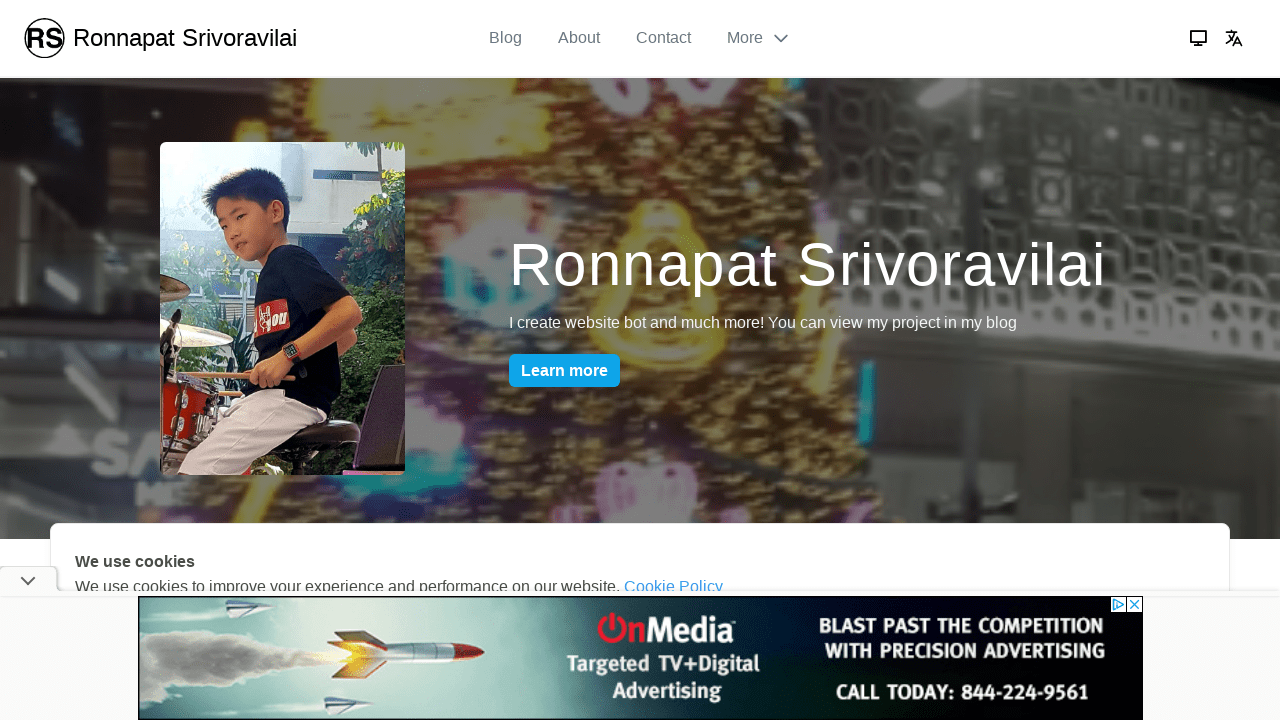 RS Ronnapat Srivoravilai
Blog
About
Contact
More
Ronnapat Srivoravilai
I create website bot and much more! You can view my project in my blog
Learn more
We use cookies
We use cookies to improve your experience and performance on our website. Cookie Policy
OnMedia
Targeted TV+Digital
Advertising
BLAST PAST THE COMPETITION
WITH PRECISION ADVERTISING
CALL TODAY: 844-224-9561